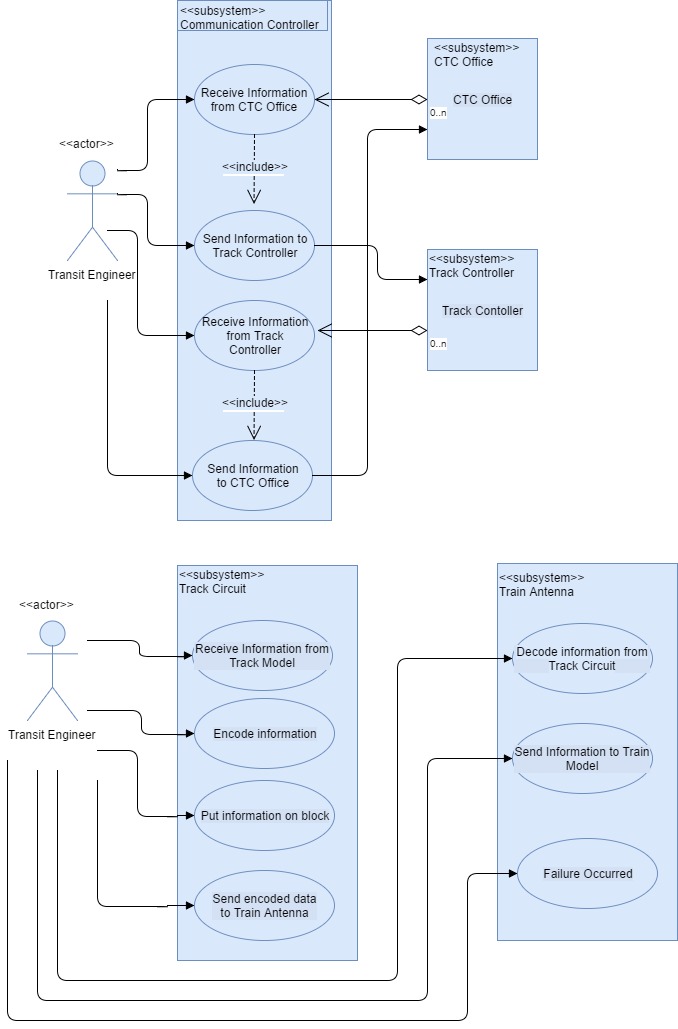 <<subsystem>>
Communication Controller
Receive Information
from CTC Office
<<subsystem>>
CTC Office
CTC Office
0..n
<<actor>>
<<include>>
Transit Engineer
Send Information to
Track Controller
<<subsystem>>
Track Controller
Track Contoller
0..n
Receive Information
from Track
Controller
<<include>>
Send Information
to CTC Office
<<subsystem>>
Track Circuit
<<subsystem>>
Train Antenna
<<actor>>
Transit Engineer
Receive Information from
Track Model
Encode information
Put information on block
Send encoded data
to Train Antenna
Decode information from
Track Circuit
Send Information to Train
Model
Failure Occurred